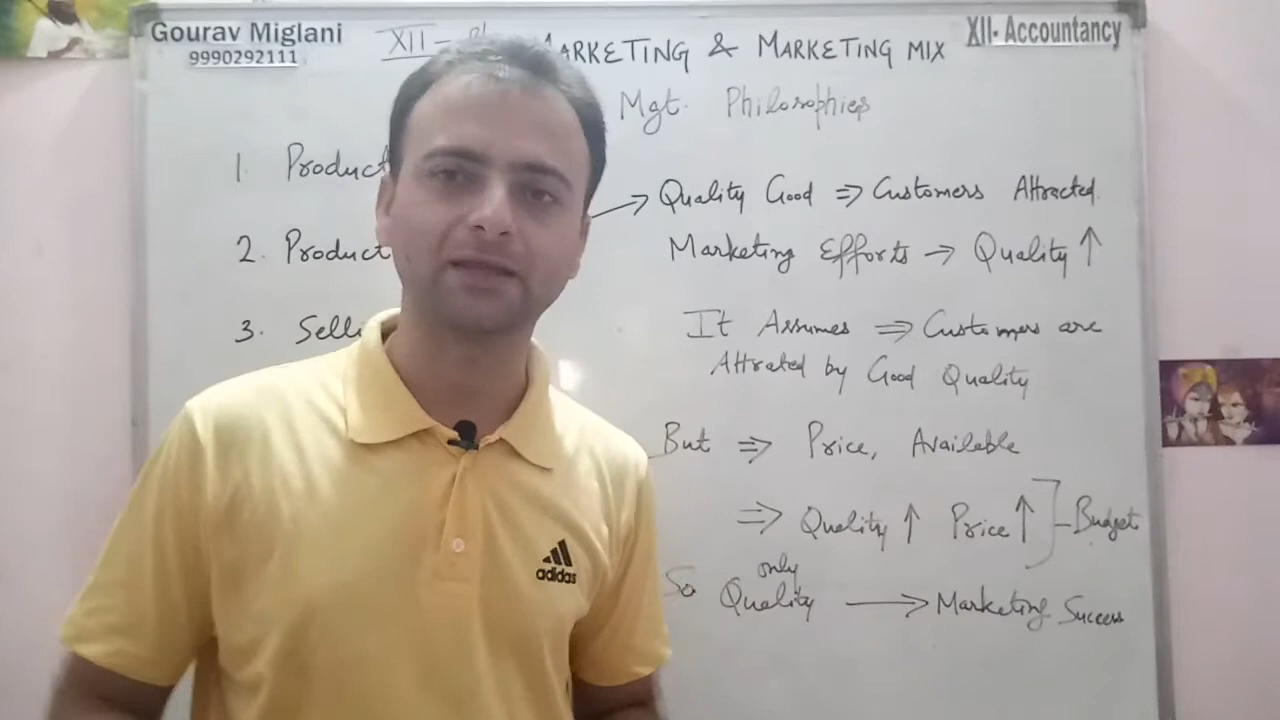 Gourav Miglani
9990292111
XII - MARKETING & MARKETING MIX
XII- Accountancy
Mgt. Philosophies
1. Product
→ Quality Good ⇒ Customers Attracted.
2. Product
Marketing Efforts → Quality ↑
3. Selli
It Assumes ⇒ Customers are
Attrated by Good Quality
But ⇒ Price, Available
⇒ Quality ↑ Price ↑ ] - Budget
So only Quality → Marketing Success
adidas